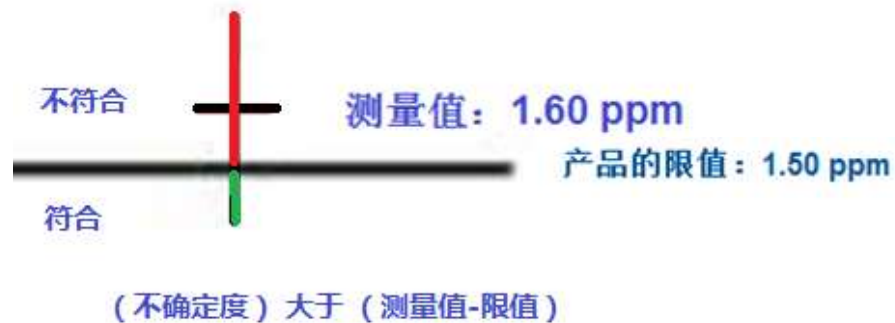 不符合
测量值：1.60 ppm
产品的限值：1.50 ppm
符合
（不确定度）大于（测量值-限值）